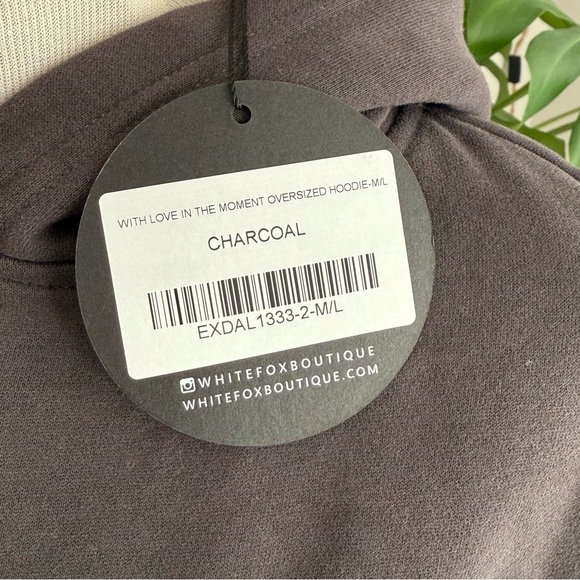 WITH LOVE IN THE MOMENT OVERSIZED HOODIE-M/L
CHARCOAL
EXDAL1333-2-M/L
WHITEFOXBOUTIQUE
WHITEFOXBOUTIQUE.COM